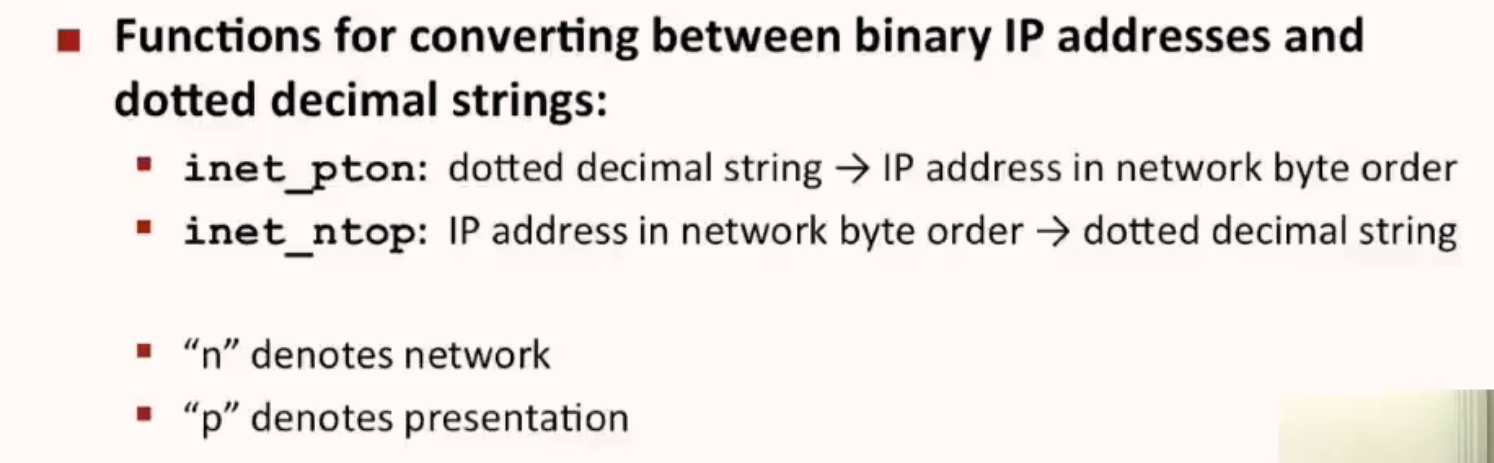 Functions for converting between binary IP addresses and
dotted decimal strings:
inet_pton: dotted decimal string → IP address in network byte order
inet_ntop: IP address in network byte order → dotted decimal string
“n” denotes network
“p” denotes presentation